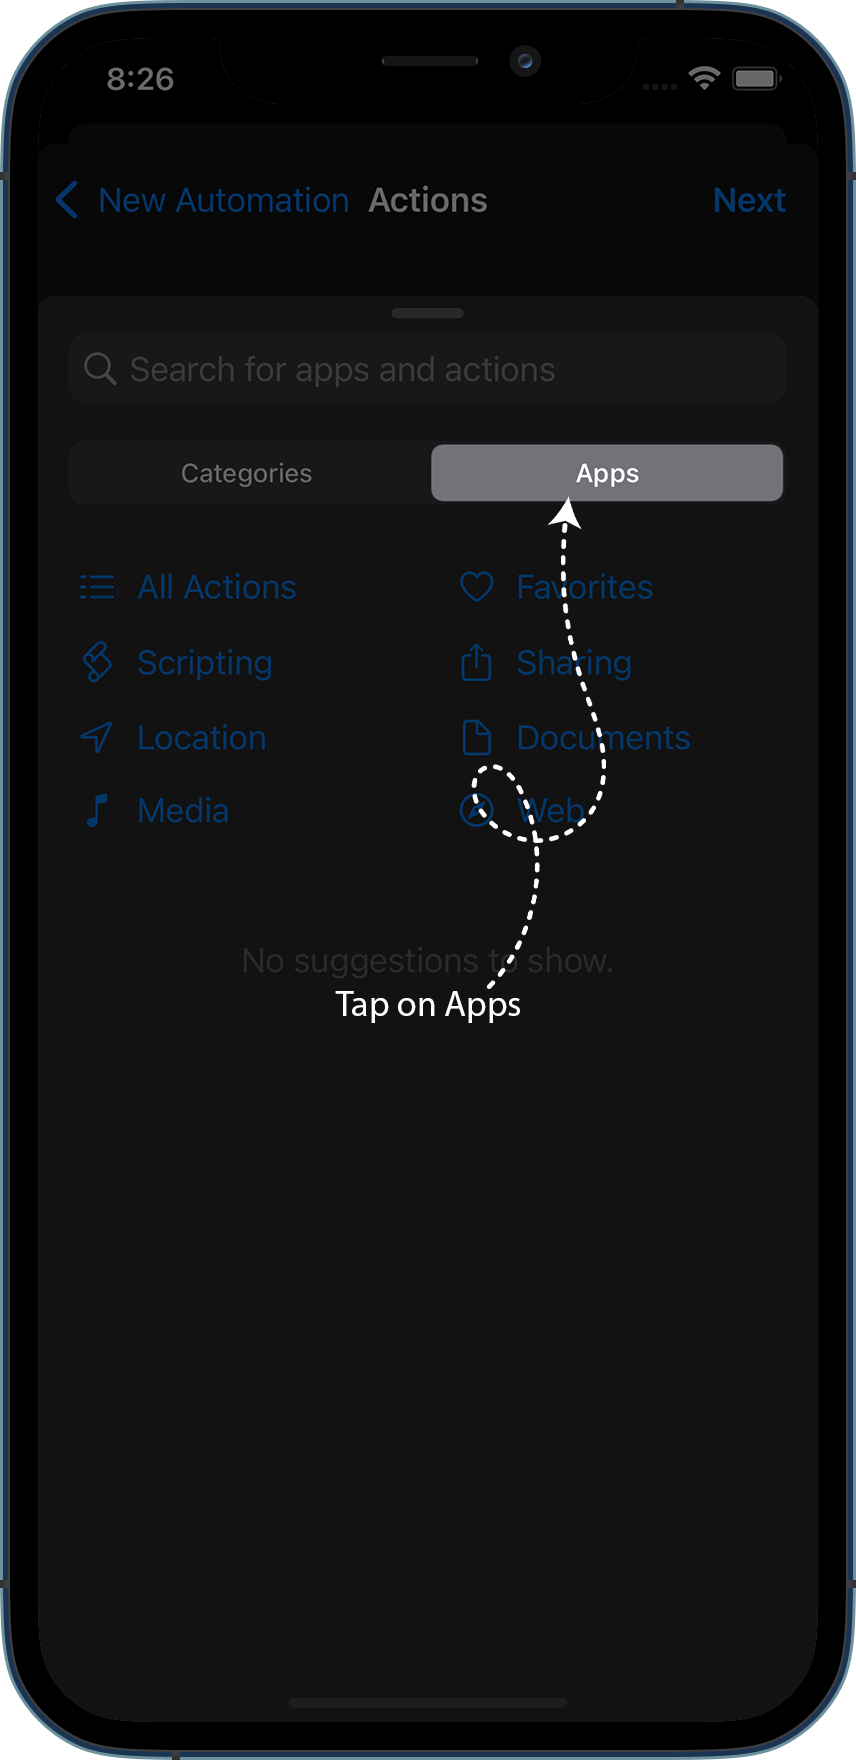 8:26
New Automation Actions Next
Search for apps and actions
Categories Apps
All Actions Favorites
Scripting Sharing
Location Documents
Media Web
No suggestions to show.
Tap on Apps